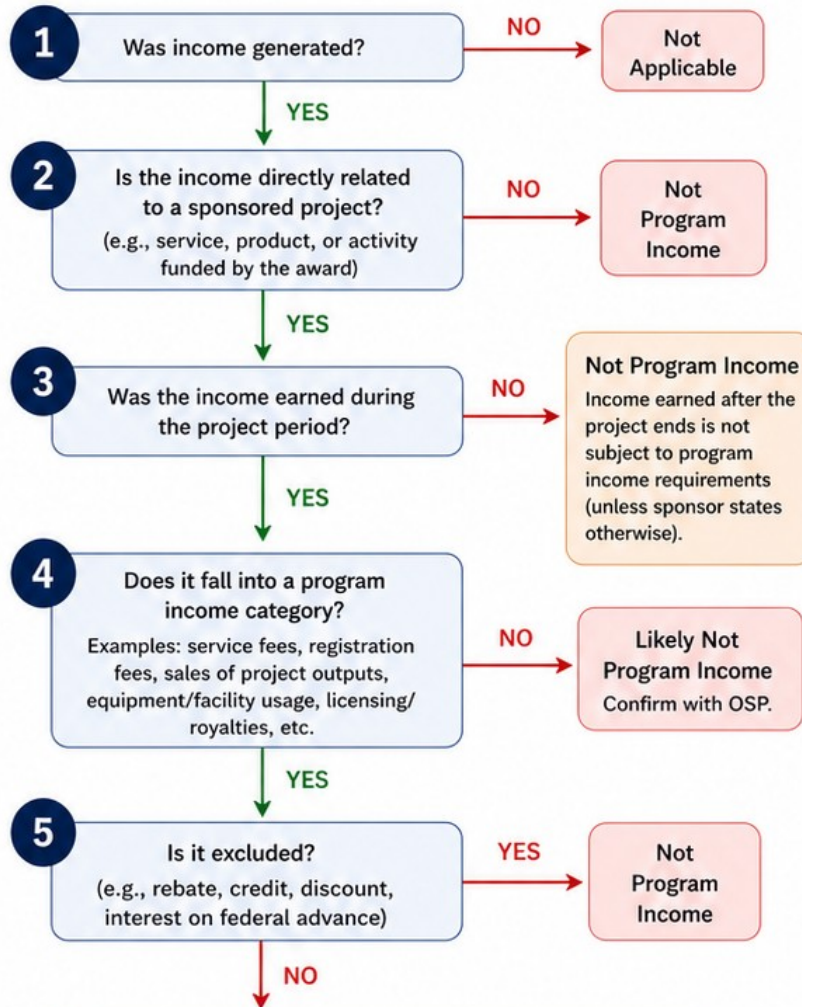 1
Was income generated?
NO
Not
Applicable
YES
2
Is the income directly related
to a sponsored project?
(e.g., service, product, or activity
funded by the award)
NO
Not
Program
Income
YES
3
Was the income earned during
the project period?
NO
Not Program Income
Income earned after the
project ends is not
subject to program
income requirements
(unless sponsor states
otherwise).
YES
4
Does it fall into a program
income category?
Examples: service fees, registration
fees, sales of project outputs,
equipment/facility usage, licensing/
royalties, etc.
NO
Likely Not
Program Income
Confirm with OSP.
YES
5
Is it excluded?
(e.g., rebate, credit, discount,
interest on federal advance)
YES
Not
Program
Income
NO